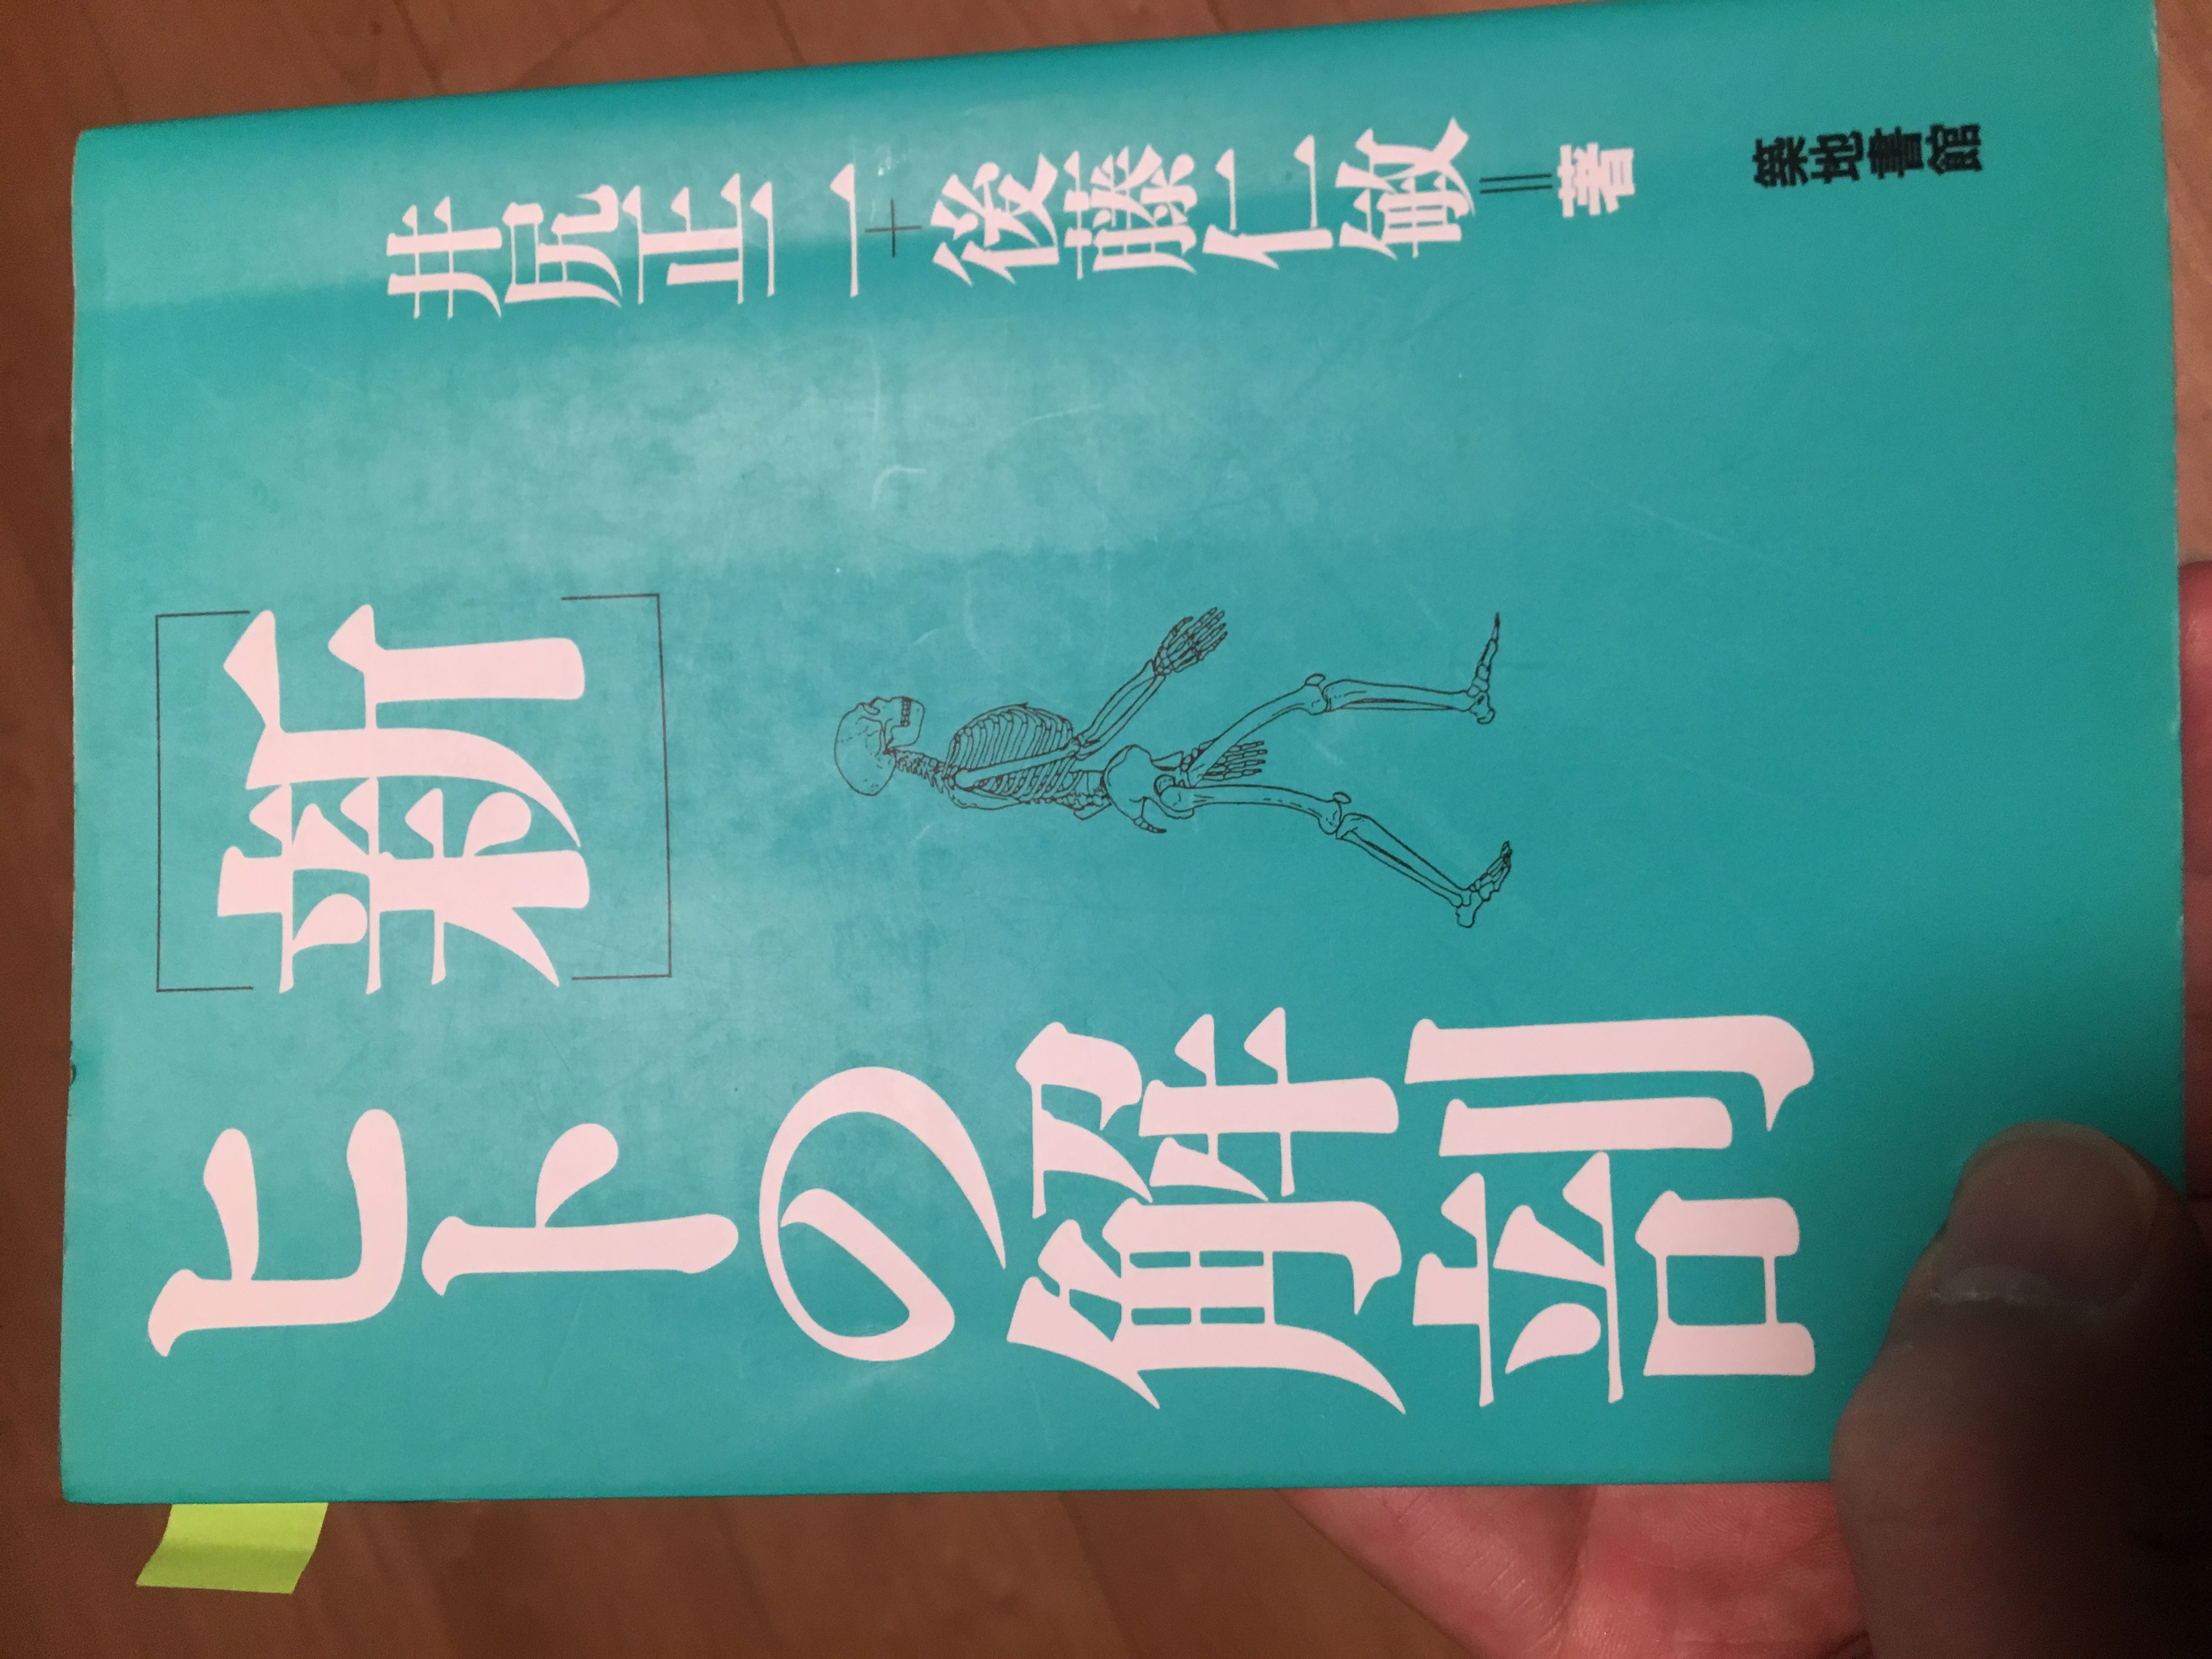 [新]
ヒトの解剖
井尻正二+後藤仁敏=著
築地書館